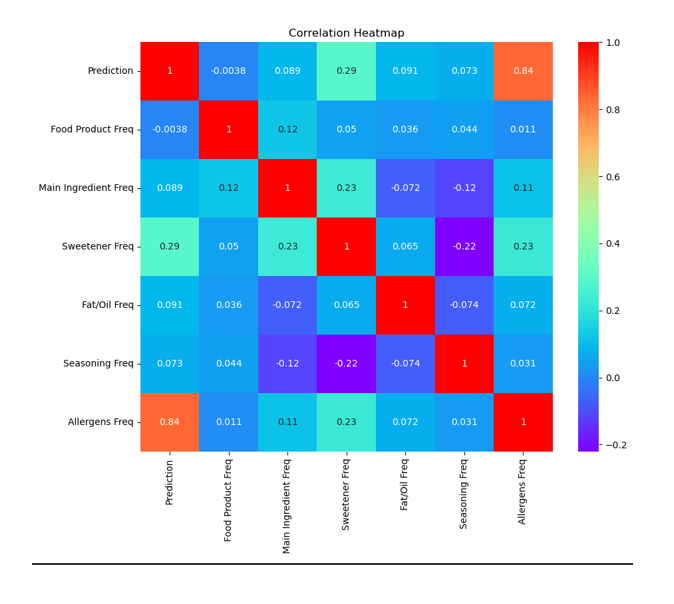 Correlation Heatmap
Prediction 1 -0.0038 0.089 0.29 0.091 0.073 0.84
Food Product Freq -0.0038 1 0.12 0.05 0.036 0.044 0.011
Main Ingredient Freq 0.089 0.12 1 0.23 -0.072 -0.12 0.11
Sweetener Freq 0.29 0.05 0.23 1 0.065 -0.22 0.23
Fat/Oil Freq 0.091 0.036 -0.072 0.065 1 -0.074 0.072
Seasoning Freq 0.073 0.044 -0.12 -0.22 -0.074 1 0.031
Allergens Freq 0.84 0.011 0.11 0.23 0.072 0.031 1
Prediction
Food Product Freq
Main Ingredient Freq
Sweetener Freq
Fat/Oil Freq
Seasoning Freq
Allergens Freq
1.0
0.8
0.6
0.4
0.2
0.0
−0.2